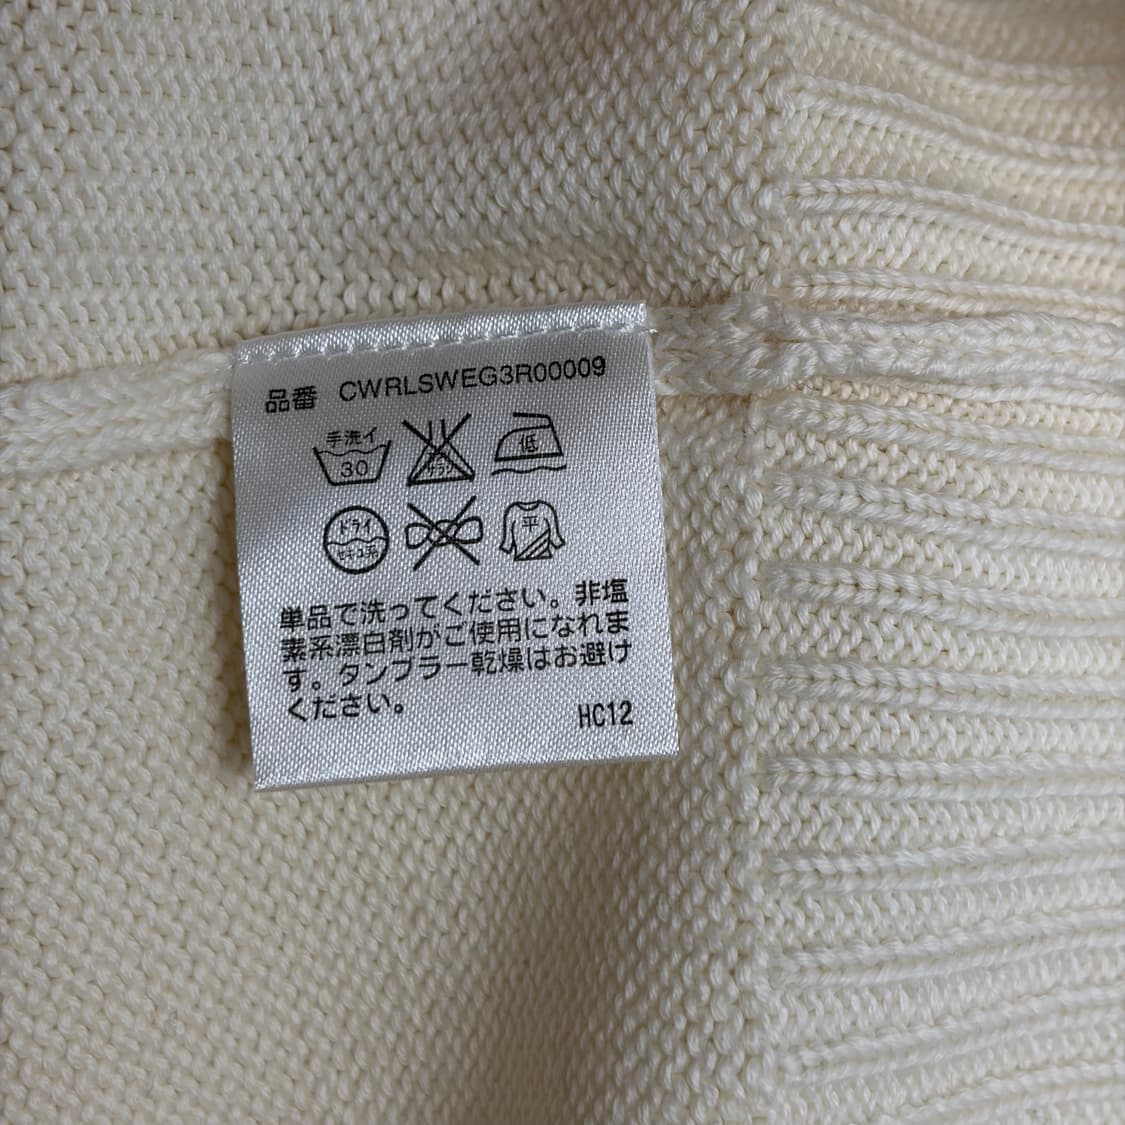 品番 CWRLSWEG3R00009
手洗イ
30
低
ドライ
セキユ系
平
単品で洗ってください。非塩
素系漂白剤がご使用になれま
す。タンブラー乾燥はお避け
ください。
HC12